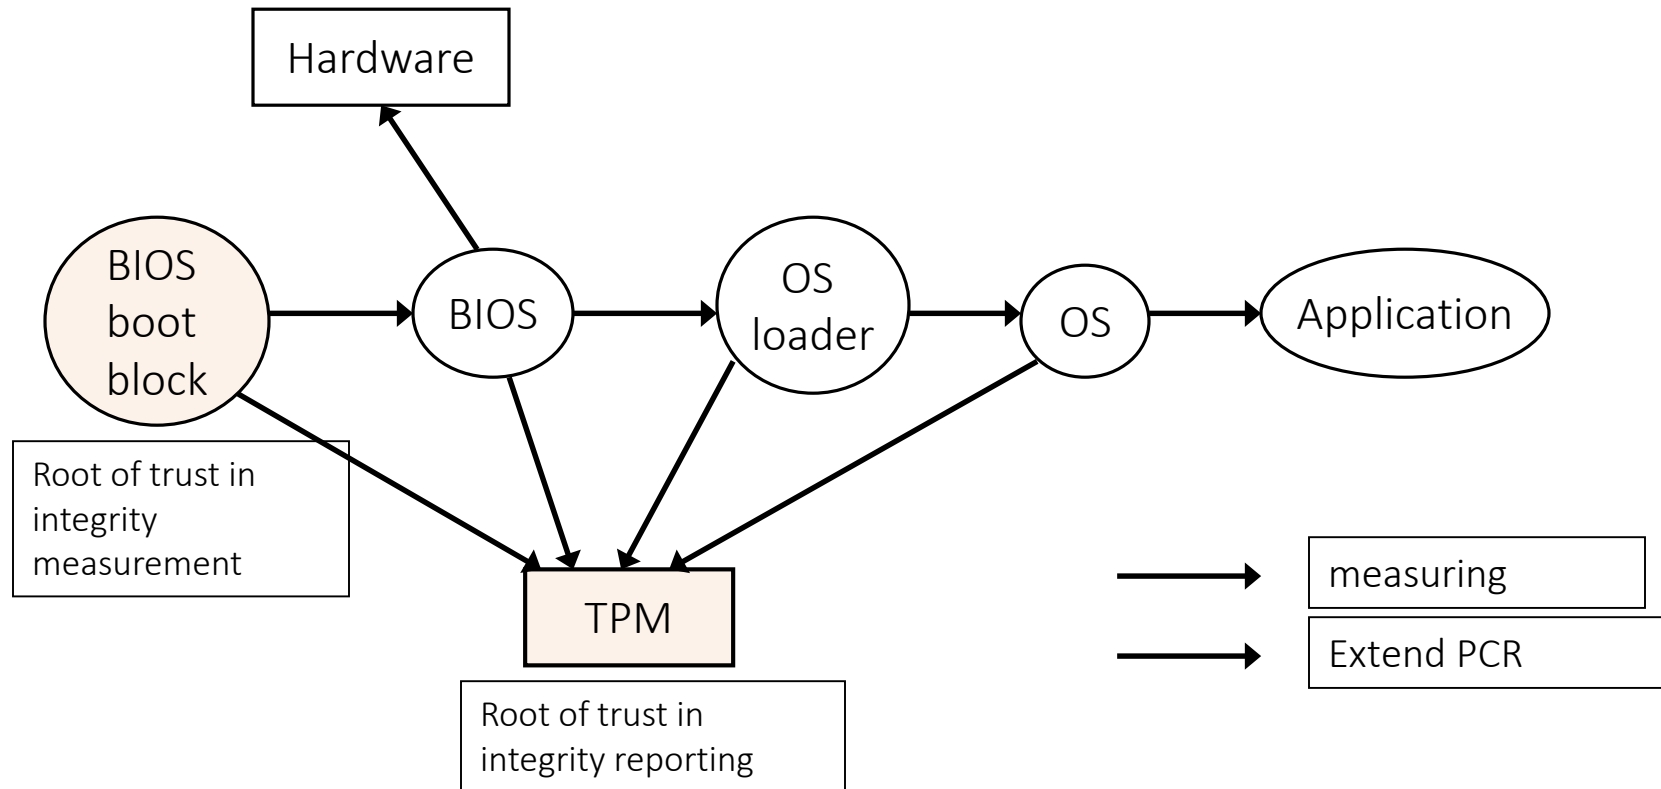 Hardware
BIOS
boot
block
BIOS
OS
loader
OS
Application
Root of trust in
integrity
measurement
TPM
Root of trust in
integrity reporting
measuring
Extend PCR